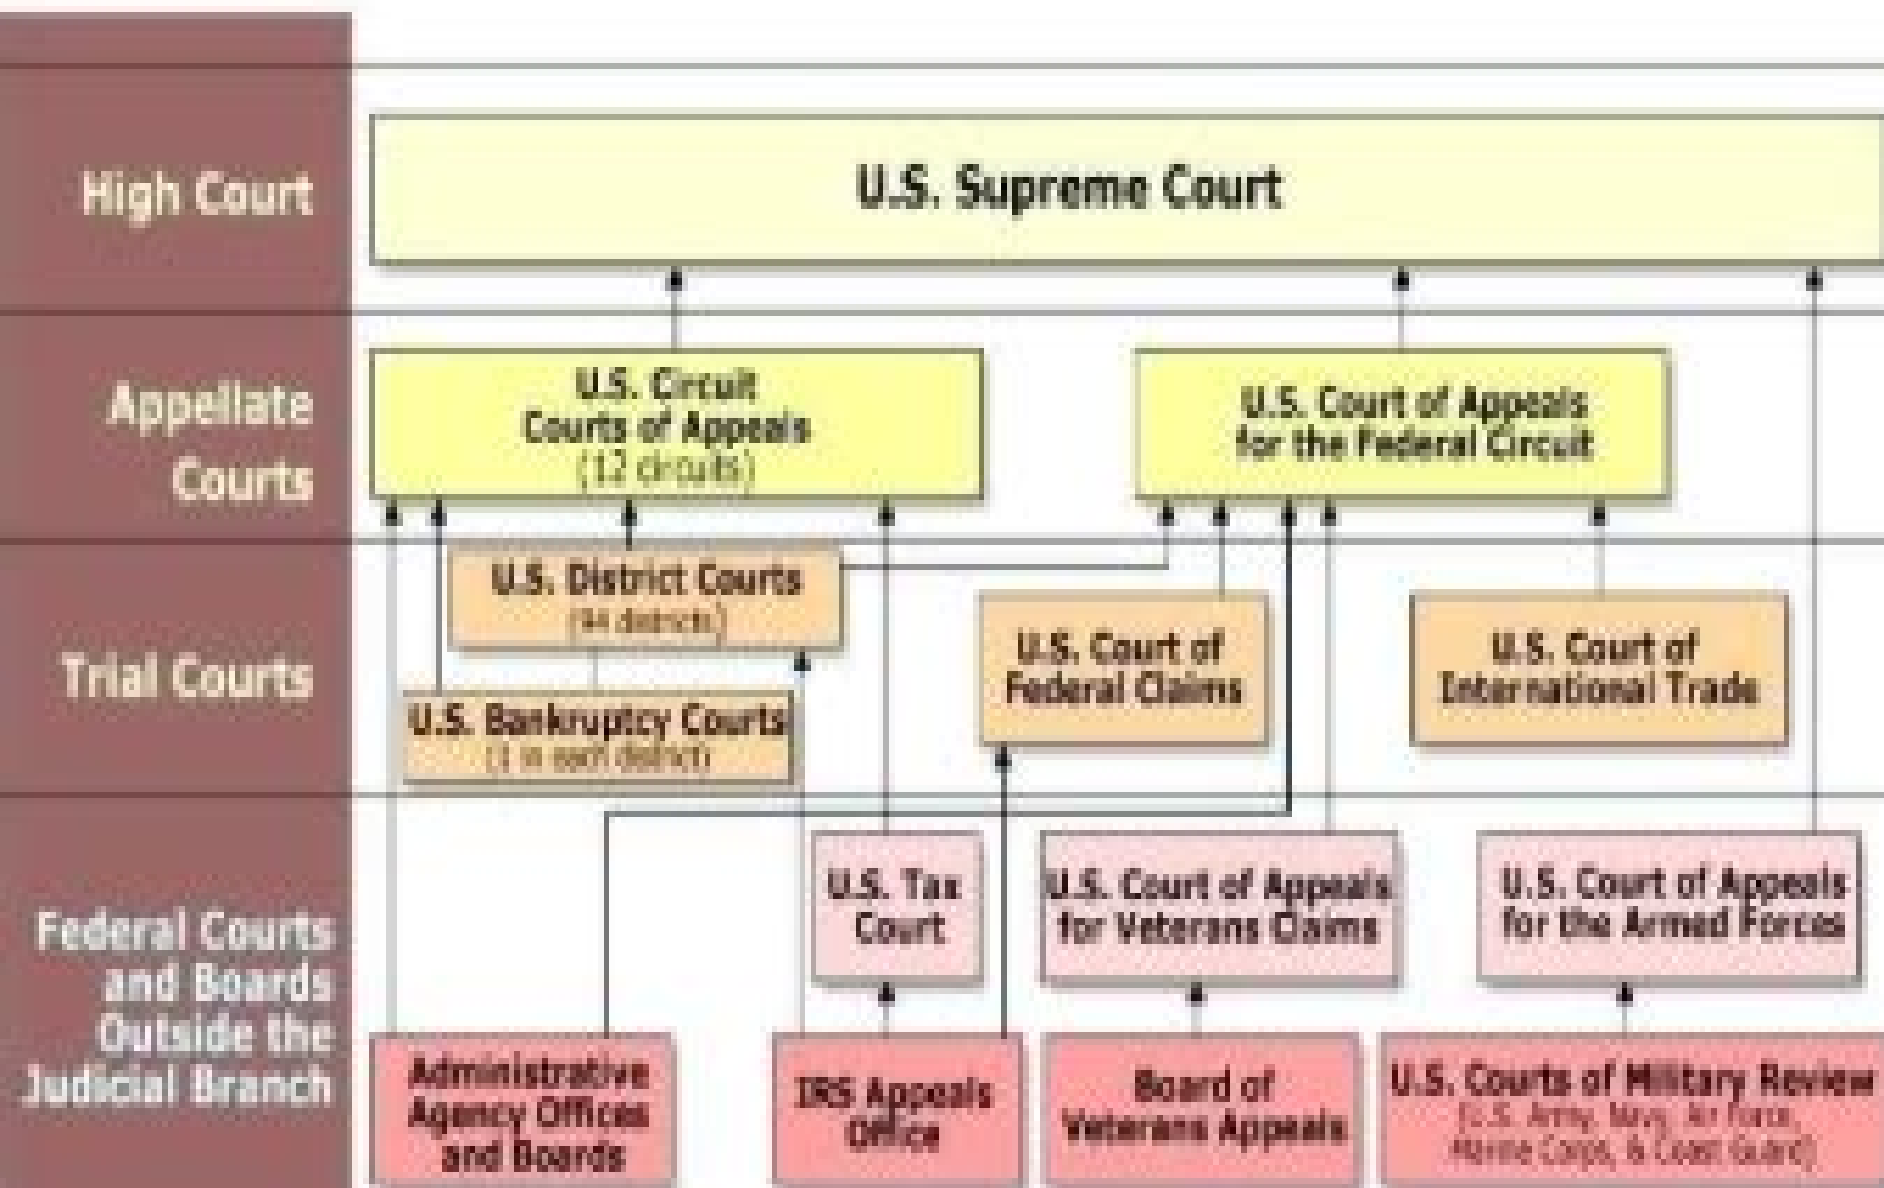 High Court
U.S. Supreme Court
Appellate
Courts
U.S. Circuit
Courts of Appeals
(12 circuits)
U.S. Court of Appeals
for the Federal Circuit
Trial Courts
U.S. District Courts
(94 districts)
U.S. Bankruptcy Courts
(1 in each district)
U.S. Court of
Federal Claims
U.S. Court of
International Trade
Federal Courts
and Boards
Outside the
Judicial Branch
U.S. Tax
Court
U.S. Court of Appeals
for Veterans Claims
U.S. Court of Appeals
for the Armed Forces
Administrative
Agency Offices
and Boards
IRS Appeals
Office
Board of
Veterans Appeals
U.S. Courts of Military Review
(U.S. Army, Navy, Air Force,
Marine Corps, & Coast Guard)